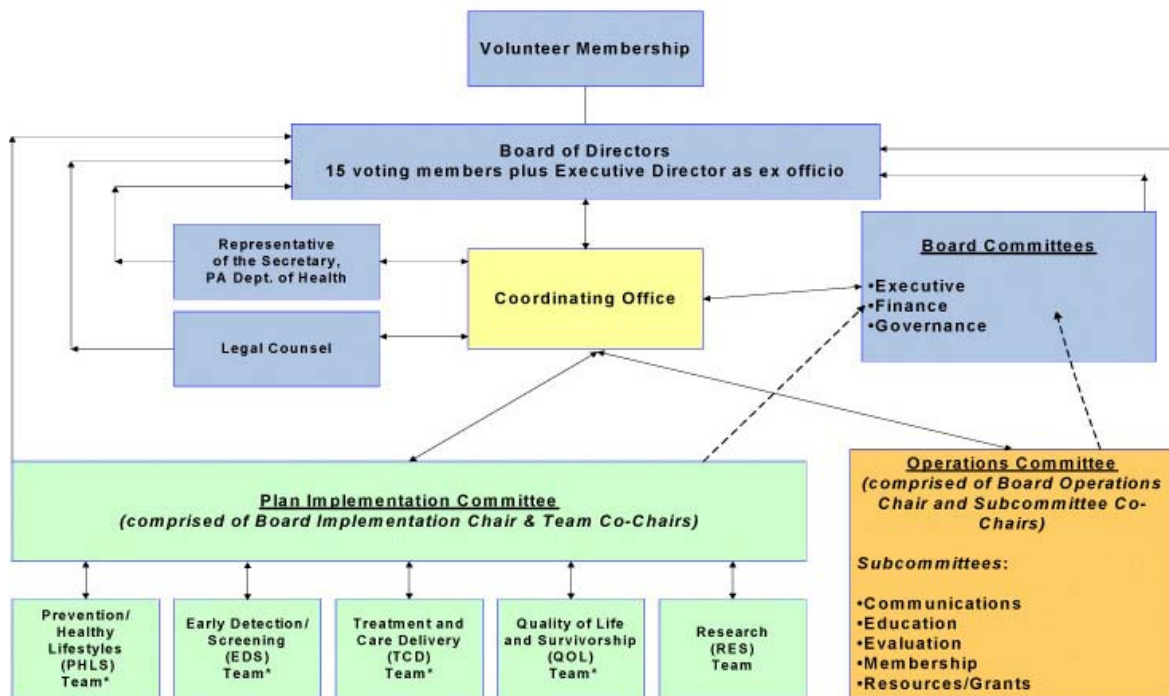 Volunteer Membership
Board of Directors
15 voting members plus Executive Director as ex officio
Representative
of the Secretary,
PA Dept. of Health
Coordinating Office
Board Committees
•Executive
•Finance
•Governance
Legal Counsel
Plan Implementation Committee
(comprised of Board Implementation Chair & Team Co-Chairs)
Operations Committee
(comprised of Board Operations
Chair and Subcommittee Co-
Chairs)
Subcommittees:
•Communications
•Education
•Evaluation
•Membership
•Resources/Grants
Prevention/
Healthy
Lifestyles
(PHLS)
Team*
Early Detection/
Screening
(EDS)
Team*
Treatment and
Care Delivery
(TCD)
Team*
Quality of Life
and Survivorship
(QOL)
Team*
Research
(RES)
Team